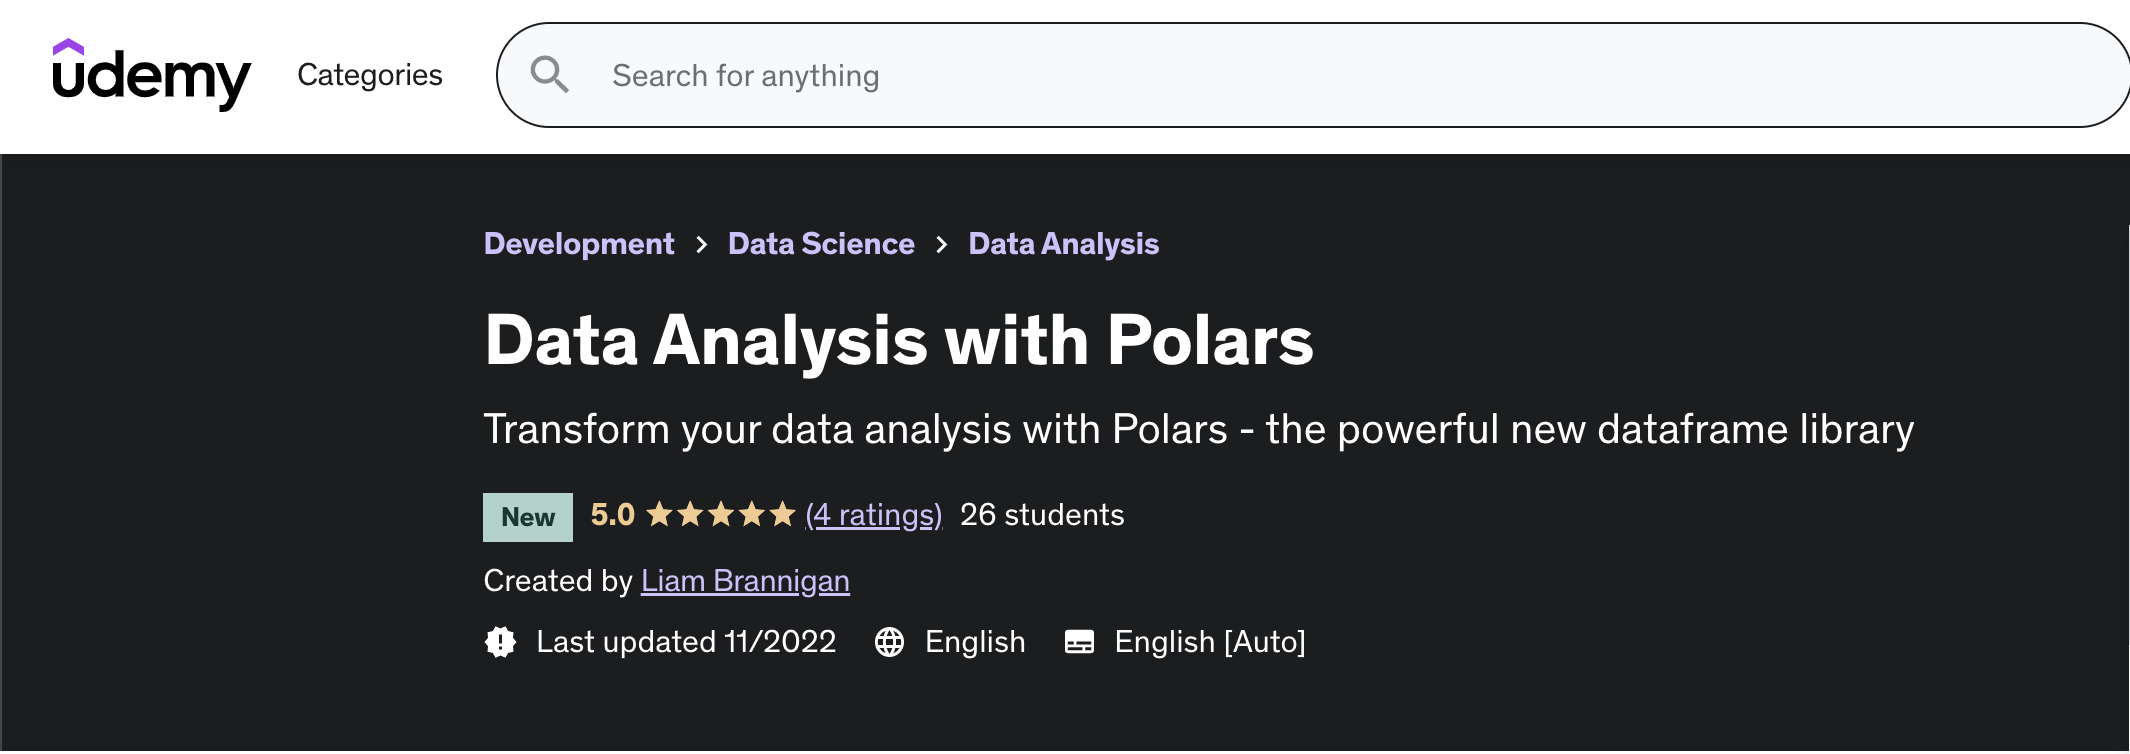 udemy Categories Search for anything
Development > Data Science > Data Analysis
Data Analysis with Polars
Transform your data analysis with Polars - the powerful new dataframe library
New 5.0 ★★★★★ (4 ratings) 26 students
Created by Liam Brannigan
Last updated 11/2022 English English [Auto]